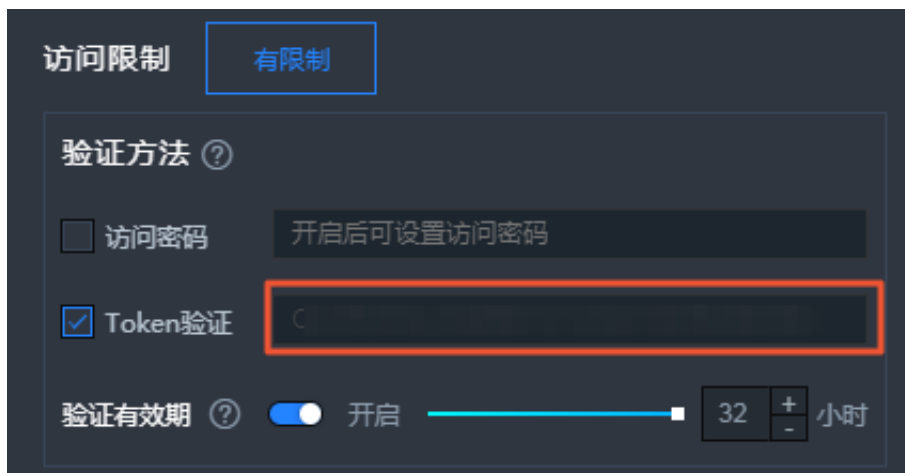 访问限制 有限制
验证方法 ?
访问密码 开启后可设置访问密码
Token验证
验证有效期 ? 开启 32 + - 小时